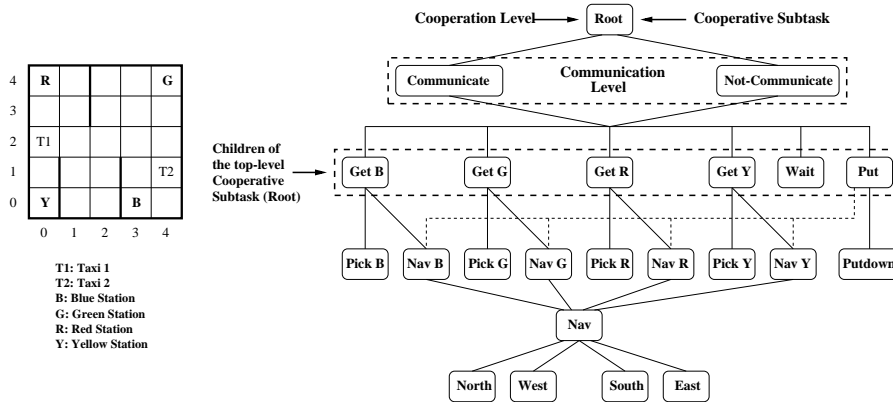 Cooperation Level
Root
Cooperative Subtask
Communicate
Communication
Level
Not-Communicate
4
R
G
3
2
T1
1
T2
0
Y
B
0 1 2 3 4
Children of
the top-level
Cooperative
Subtask (Root)
Get B
Get G
Get R
Get Y
Wait
Put
Pick B
Nav B
Pick G
Nav G
Pick R
Nav R
Pick Y
Nav Y
Putdown
T1: Taxi 1
T2: Taxi 2
B: Blue Station
G: Green Station
R: Red Station
Y: Yellow Station
Nav
North
West
South
East